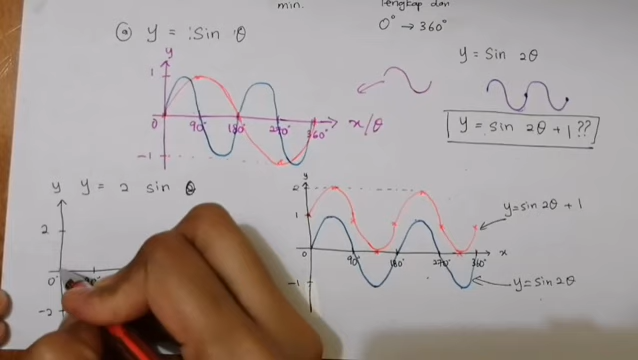 min.
lengkap dan
0° → 360°
ⓐ y = sin θ
y = sin 2θ
y = sin 2θ + 1 ??
y
1
0
90°
180°
270°
360°
x/θ
-1
y = 2 sin θ
y
2
0°
-2
y
2
1
0
90°
180°
270°
360°
x
-1
y = sin 2θ + 1
y = sin 2θ